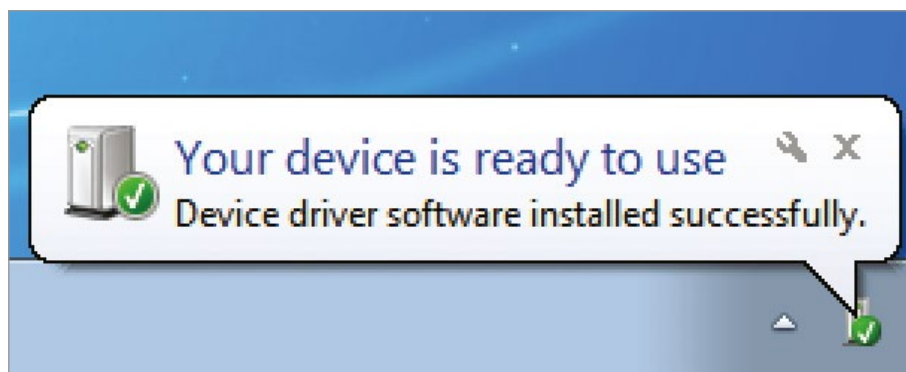 Your device is ready to use
Device driver software installed successfully.